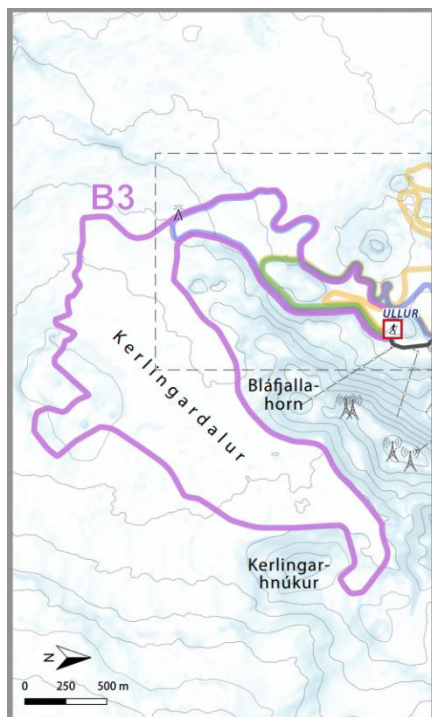 B3
ULLUR
Kerlingardalur
Bláfjalla-
horn
Kerlingar-
hnúkur
N
0 250 500 m